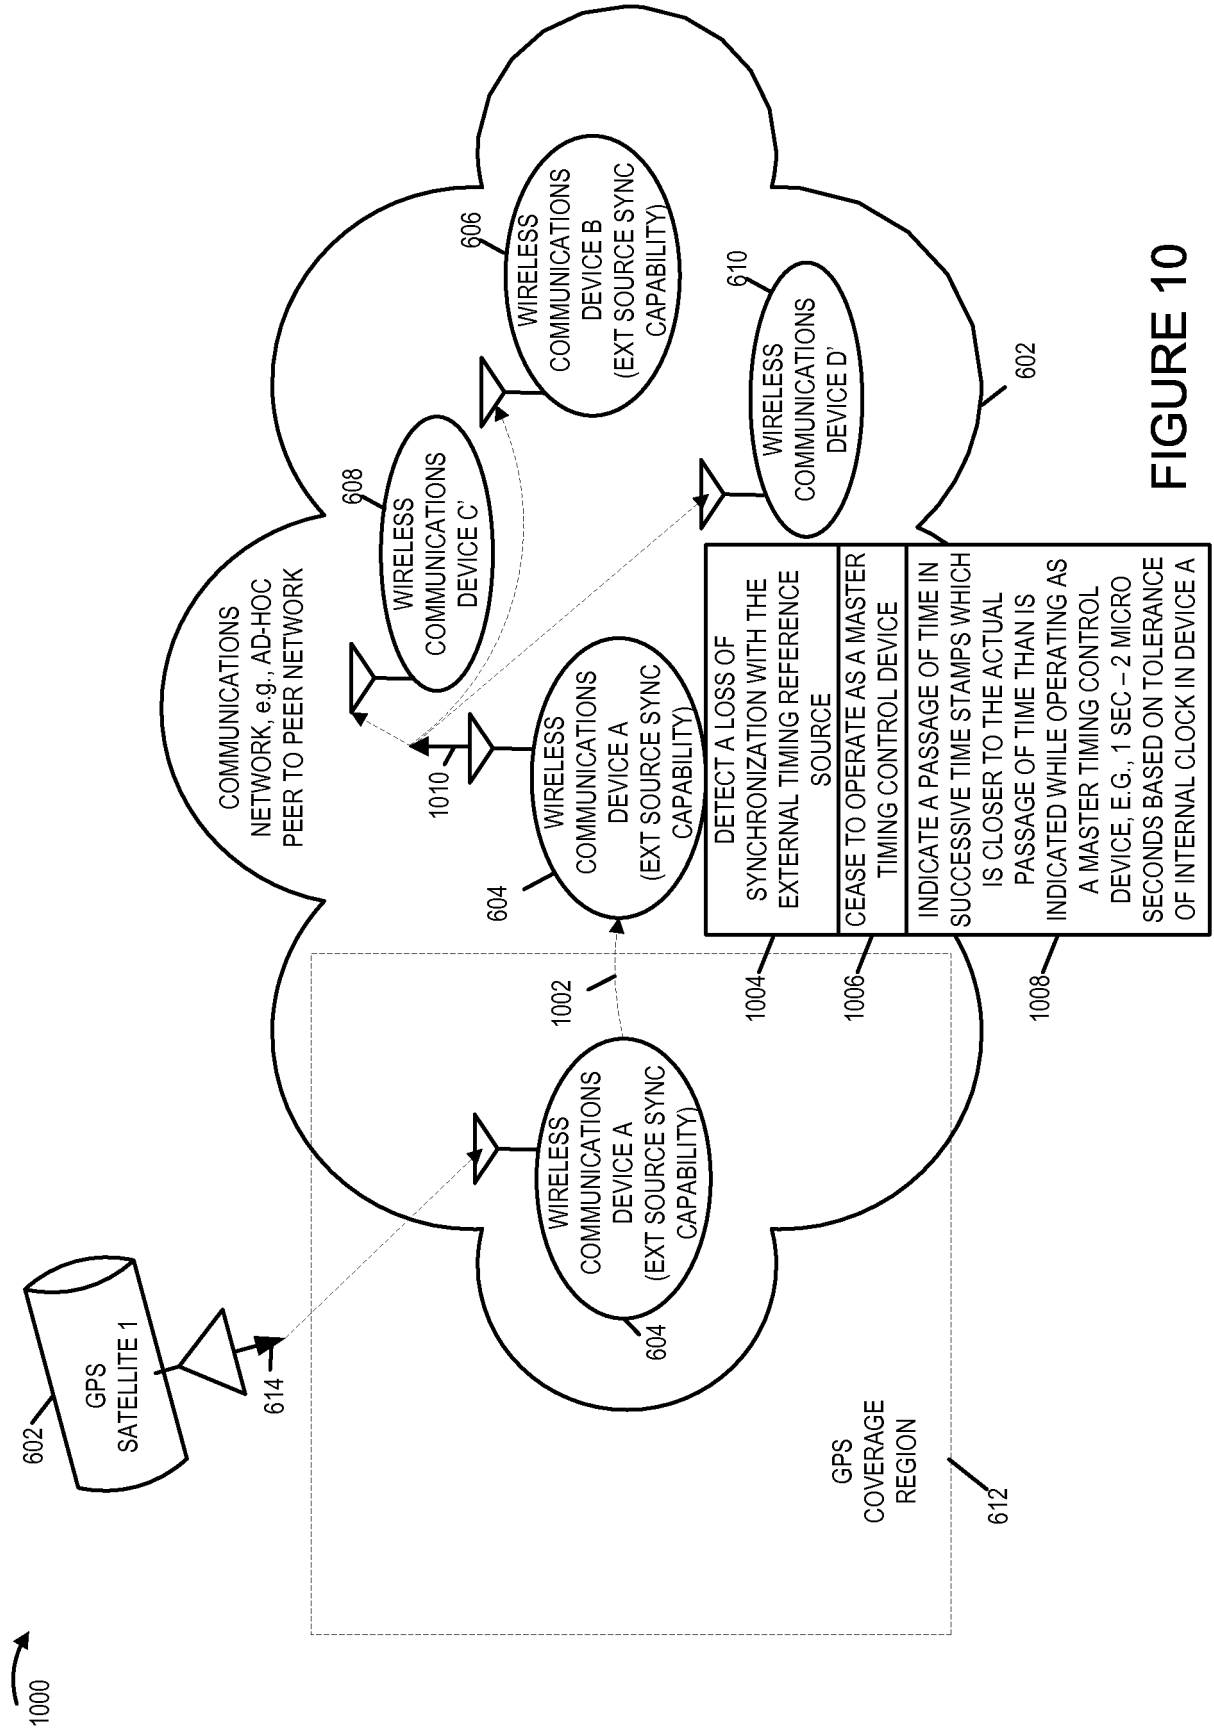 1000
602
GPS
SATELLITE 1
614
GPS
COVERAGE
REGION
612
604
WIRELESS
COMMUNICATIONS
DEVICE A
(EXT SOURCE SYNC
CAPABILITY)
1002
COMMUNICATIONS
NETWORK, e.g., AD-HOC
PEER TO PEER NETWORK
604
WIRELESS
COMMUNICATIONS
DEVICE A
(EXT SOURCE SYNC
CAPABILITY)
1010
608
WIRELESS
COMMUNICATIONS
DEVICE C'
606
WIRELESS
COMMUNICATIONS
DEVICE B
(EXT SOURCE SYNC
CAPABILITY)
610
WIRELESS
COMMUNICATIONS
DEVICE D'
602
1004
DETECT A LOSS OF
SYNCHRONIZATION WITH THE
EXTERNAL TIMING REFERENCE
SOURCE
1006
CEASE TO OPERATE AS A MASTER
TIMING CONTROL DEVICE
1008
INDICATE A PASSAGE OF TIME IN
SUCCESSIVE TIME STAMPS WHICH
IS CLOSER TO THE ACTUAL
PASSAGE OF TIME THAN IS
INDICATED WHILE OPERATING AS
A MASTER TIMING CONTROL
DEVICE, E.G., 1 SEC – 2 MICRO
SECONDS BASED ON TOLERANCE
OF INTERNAL CLOCK IN DEVICE A
FIGURE 10